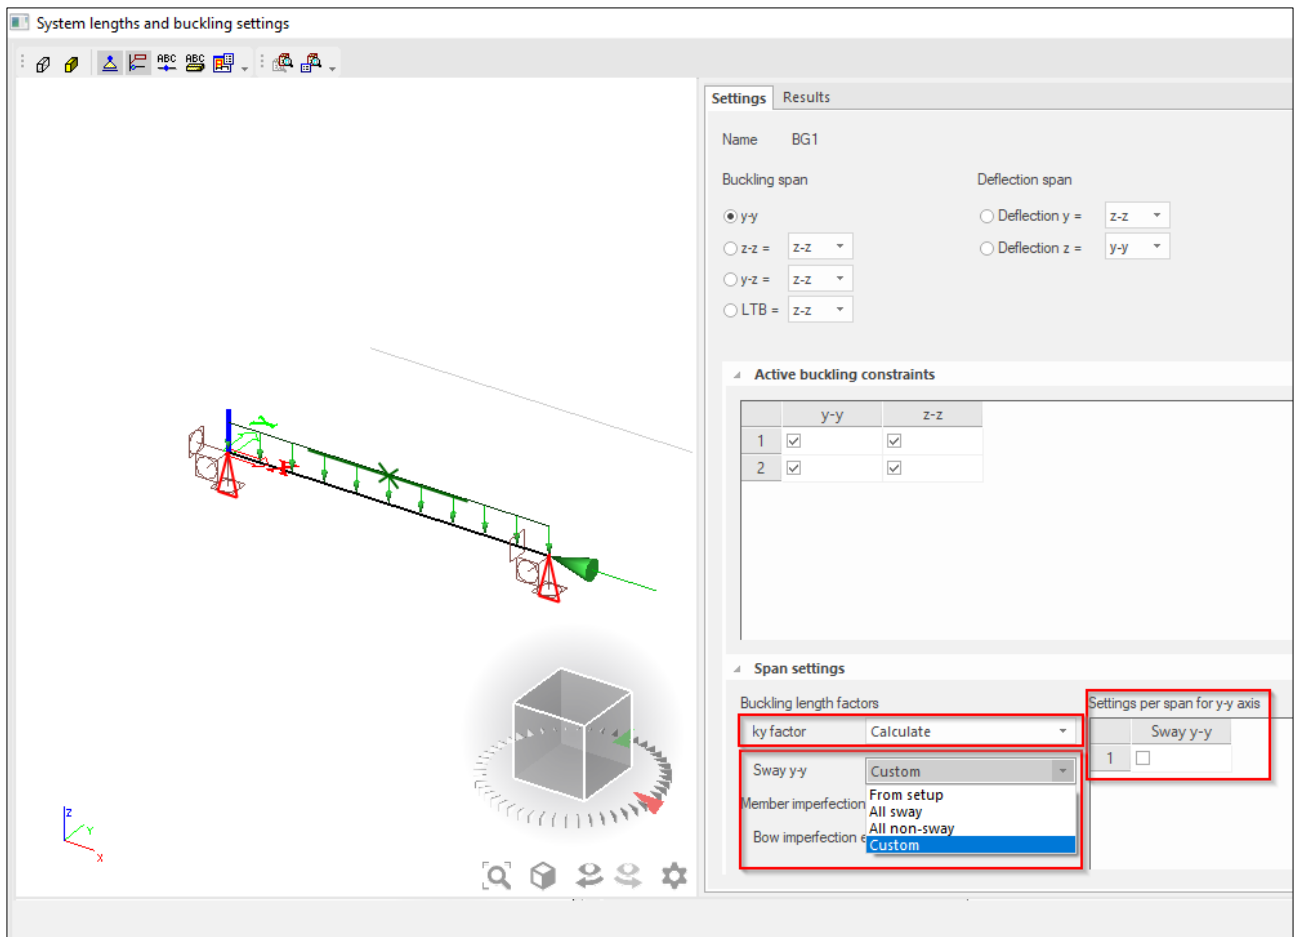 System lengths and buckling settings
ABC ABC
Settings Results
Name BG1
Buckling span Deflection span
y-y Deflection y = z-z
z-z = z-z Deflection z = y-y
y-z = z-z
LTB = z-z
Active buckling constraints
y-y z-z
1
2
Span settings
Buckling length factors Settings per span for y-y axis
ky factor Calculate Sway y-y
1
Sway y-y Custom
From setup
All sway
All non-sway
Custom
Member imperfection
Bow imperfection e
z
Y
x